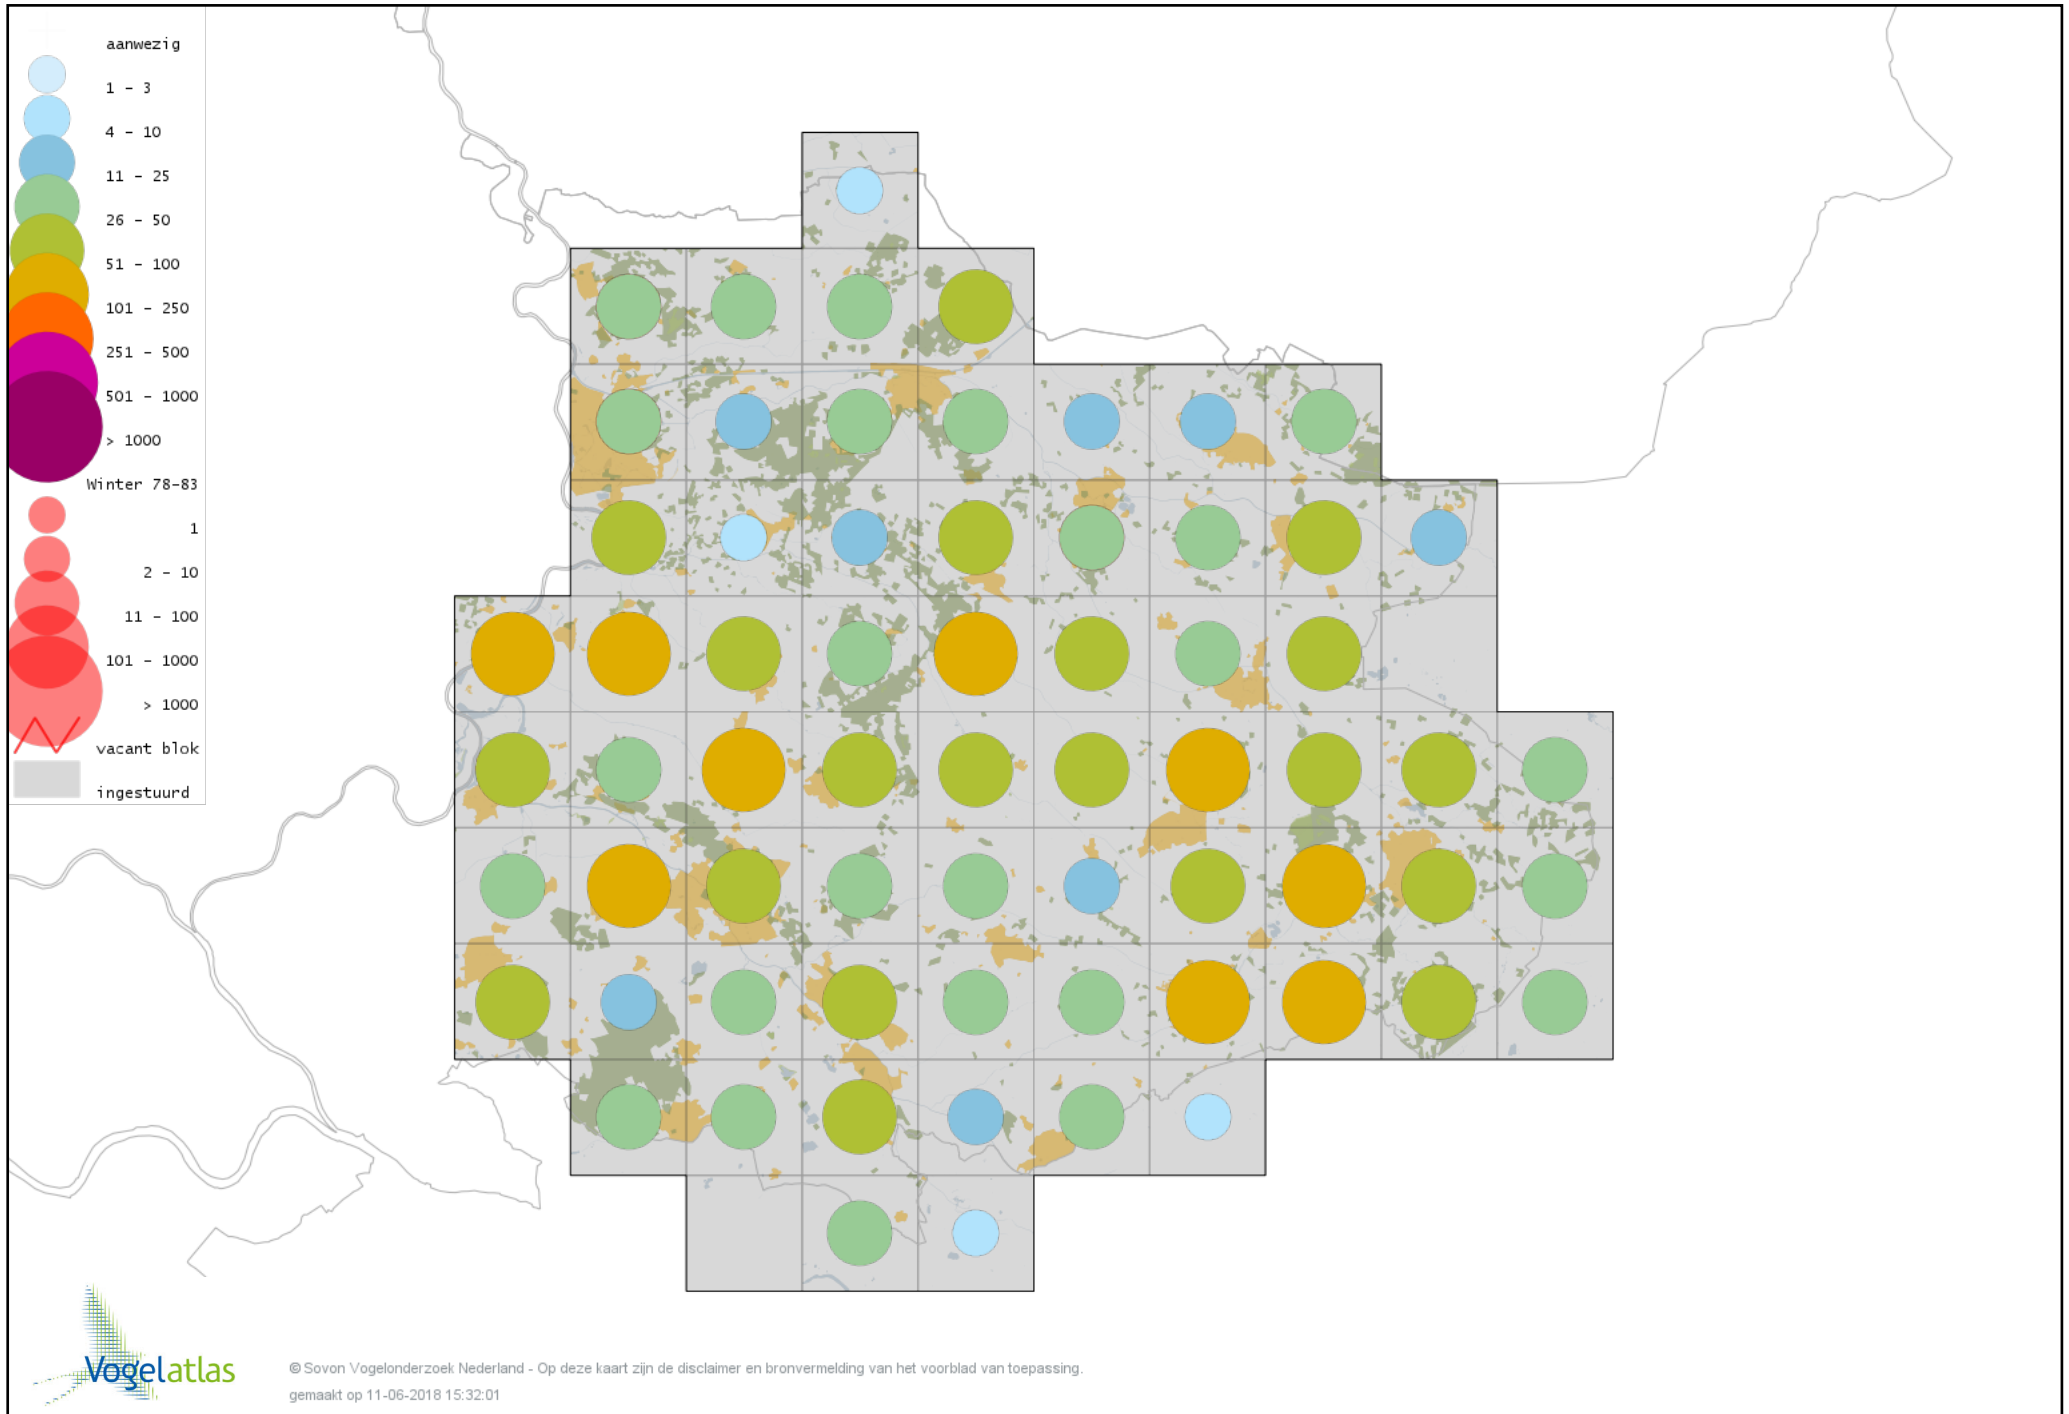 aanwezig
1 - 3
4 - 10
11 - 25
26 - 50
51 - 100
101 - 250
251 - 500
501 - 1000
> 1000
Winter 78-83
1
2 - 10
11 - 100
101 - 1000
> 1000
vacant blok
ingestuurd
Vogelatlas
© Sovon Vogelonderzoek Nederland - Op deze kaart zijn de disclaimer en bronvermelding van het voorblad van toepassing.
gemaakt op 11-06-2018 15:32:01